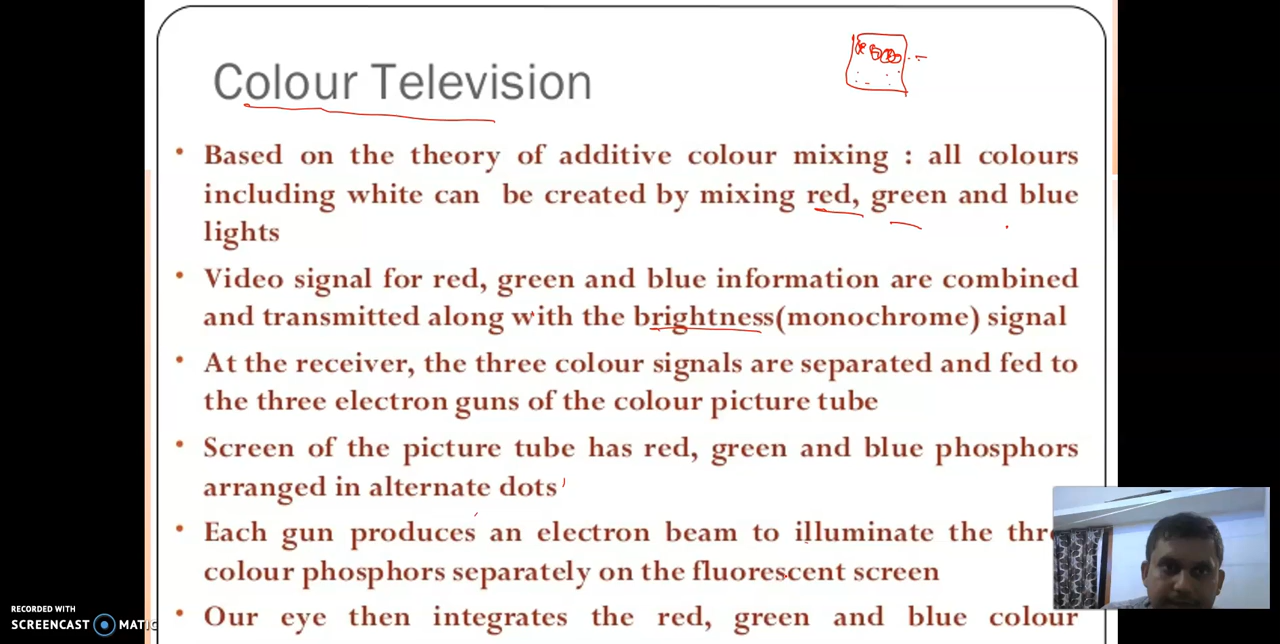 Colour Television
• Based on the theory of additive colour mixing : all colours
including white can be created by mixing red, green and blue
lights
• Video signal for red, green and blue information are combined
and transmitted along with the brightness(monochrome) signal
• At the receiver, the three colour signals are separated and fed to
the three electron guns of the colour picture tube
• Screen of the picture tube has red, green and blue phosphors
arranged in alternate dots
• Each gun produces an electron beam to illuminate the
colour phosphors separately on the fluorescent screen
• Our eye then integrates the red, green and blue colour
RECORDED WITH
SCREENCAST MATIC